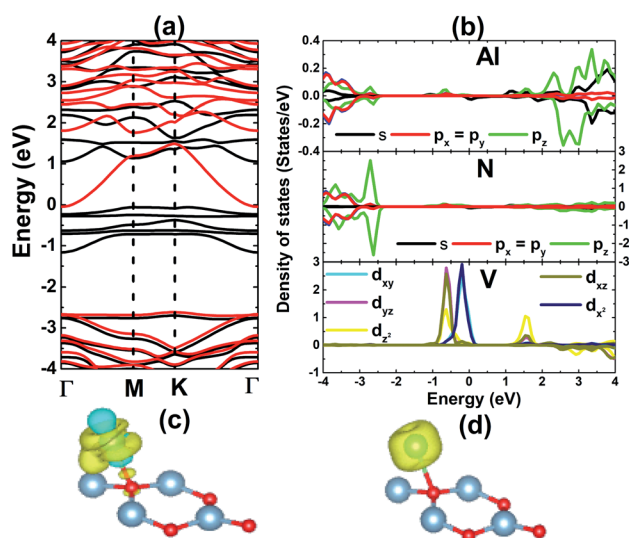 (a)
4
3
2
1
0
-1
-2
-3
-4
Energy (eV)
Γ
M
K
Γ
(b)
Density of states (States/eV)
0.4
0.2
0.0
-0.2
-0.4
Al
s
p_x = p_y
p_z
3
2
1
0
-1
-2
N
s
p_x = p_y
p_z
3
2
1
0
-1
V
d_xy
d_yz
d_z²
d_xz
d_x²
-4 -3 -2 -1 0 1 2 3 4
Energy (eV)
(c)
(d)